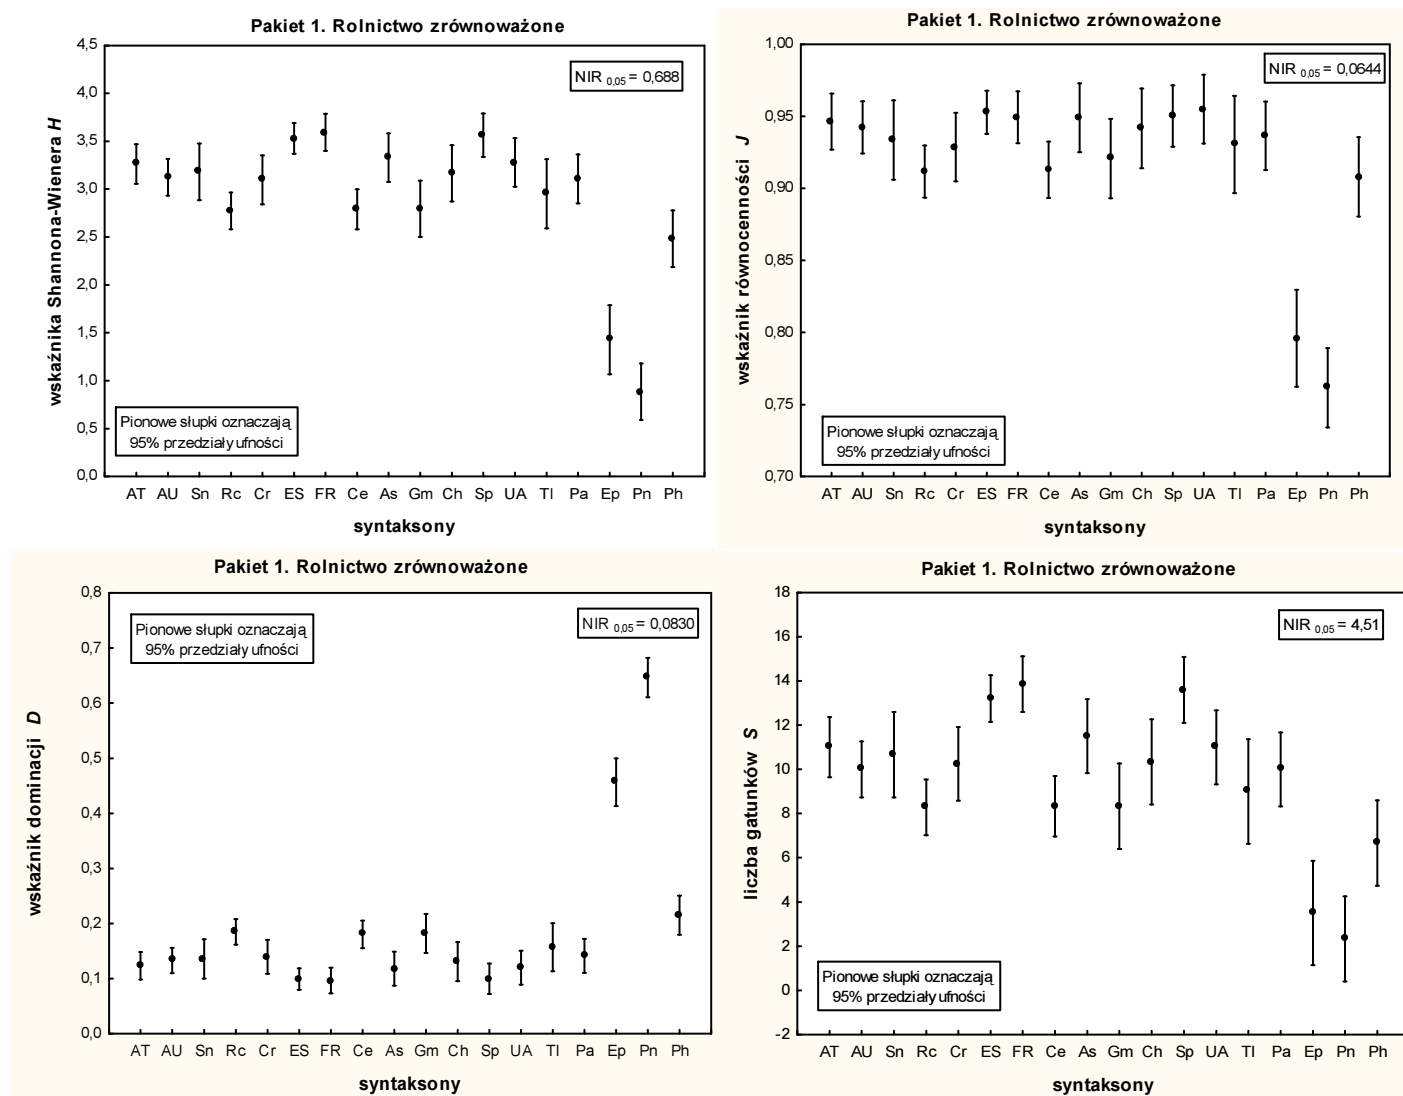 Pakiet 1. Rolnictwo zrównoważone
4,5
4,0
3,5
3,0
2,5
2,0
1,5
1,0
0,5
0,0
wskaźnika Shannona-Wienera H
NIR 0,05 = 0,688
Pionowe słupki oznaczają
95% przedziały ufności
AT AU Sn Rc Cr ES FR Ce As Gm Ch Sp UA Tl Pa Ep Pn Ph
syntaksony
Pakiet 1. Rolnictwo zrównoważone
1,00
0,95
0,90
0,85
0,80
0,75
0,70
wskaźnik równocenności J
NIR 0,05 = 0,0644
Pionowe słupki oznaczają
95% przedziały ufności
AT AU Sn Rc Cr ES FR Ce As Gm Ch Sp UA Tl Pa Ep Pn Ph
syntaksony
Pakiet 1. Rolnictwo zrównoważone
0,8
0,7
0,6
0,5
0,4
0,3
0,2
0,1
0,0
wskaźnik dominacji D
Pionowe słupki oznaczają
95% przedziały ufności
NIR 0,05 = 0,0830
AT AU Sn Rc Cr ES FR Ce As Gm Ch Sp UA Tl Pa Ep Pn Ph
syntaksony
Pakiet 1. Rolnictwo zrównoważone
18
16
14
12
10
8
6
4
2
0
-2
liczba gatunków S
NIR 0,05 = 4,51
Pionowe słupki oznaczają
95% przedziały ufności
AT AU Sn Rc Cr ES FR Ce As Gm Ch Sp UA Tl Pa Ep Pn Ph
syntaksony